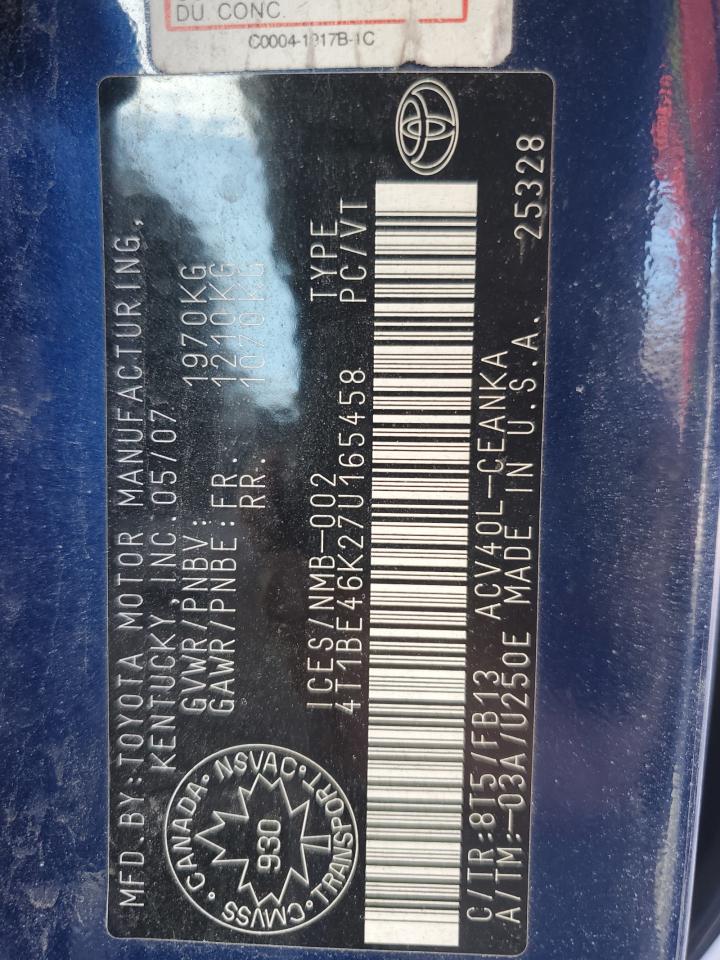 DU CONC.
C0004-1917B-1C
MFD. BY: TOYOTA MOTOR MANUFACTURING,
KENTUCKY, INC. 05/07
GVWR/PNBV: 1970KG
GAWR/PNBE: FR. 1210KG
RR. 1070KG
CANADA • NSVAC • TRANSPORT • CMVSS •
930
ICES/NMB-002 TYPE
4T1BE46K27U165458 PC/VT
C/TR: 8T5/FB13 ACV40L-CEANKA
A/TM: -03A/U250E MADE IN U.S.A. 25328